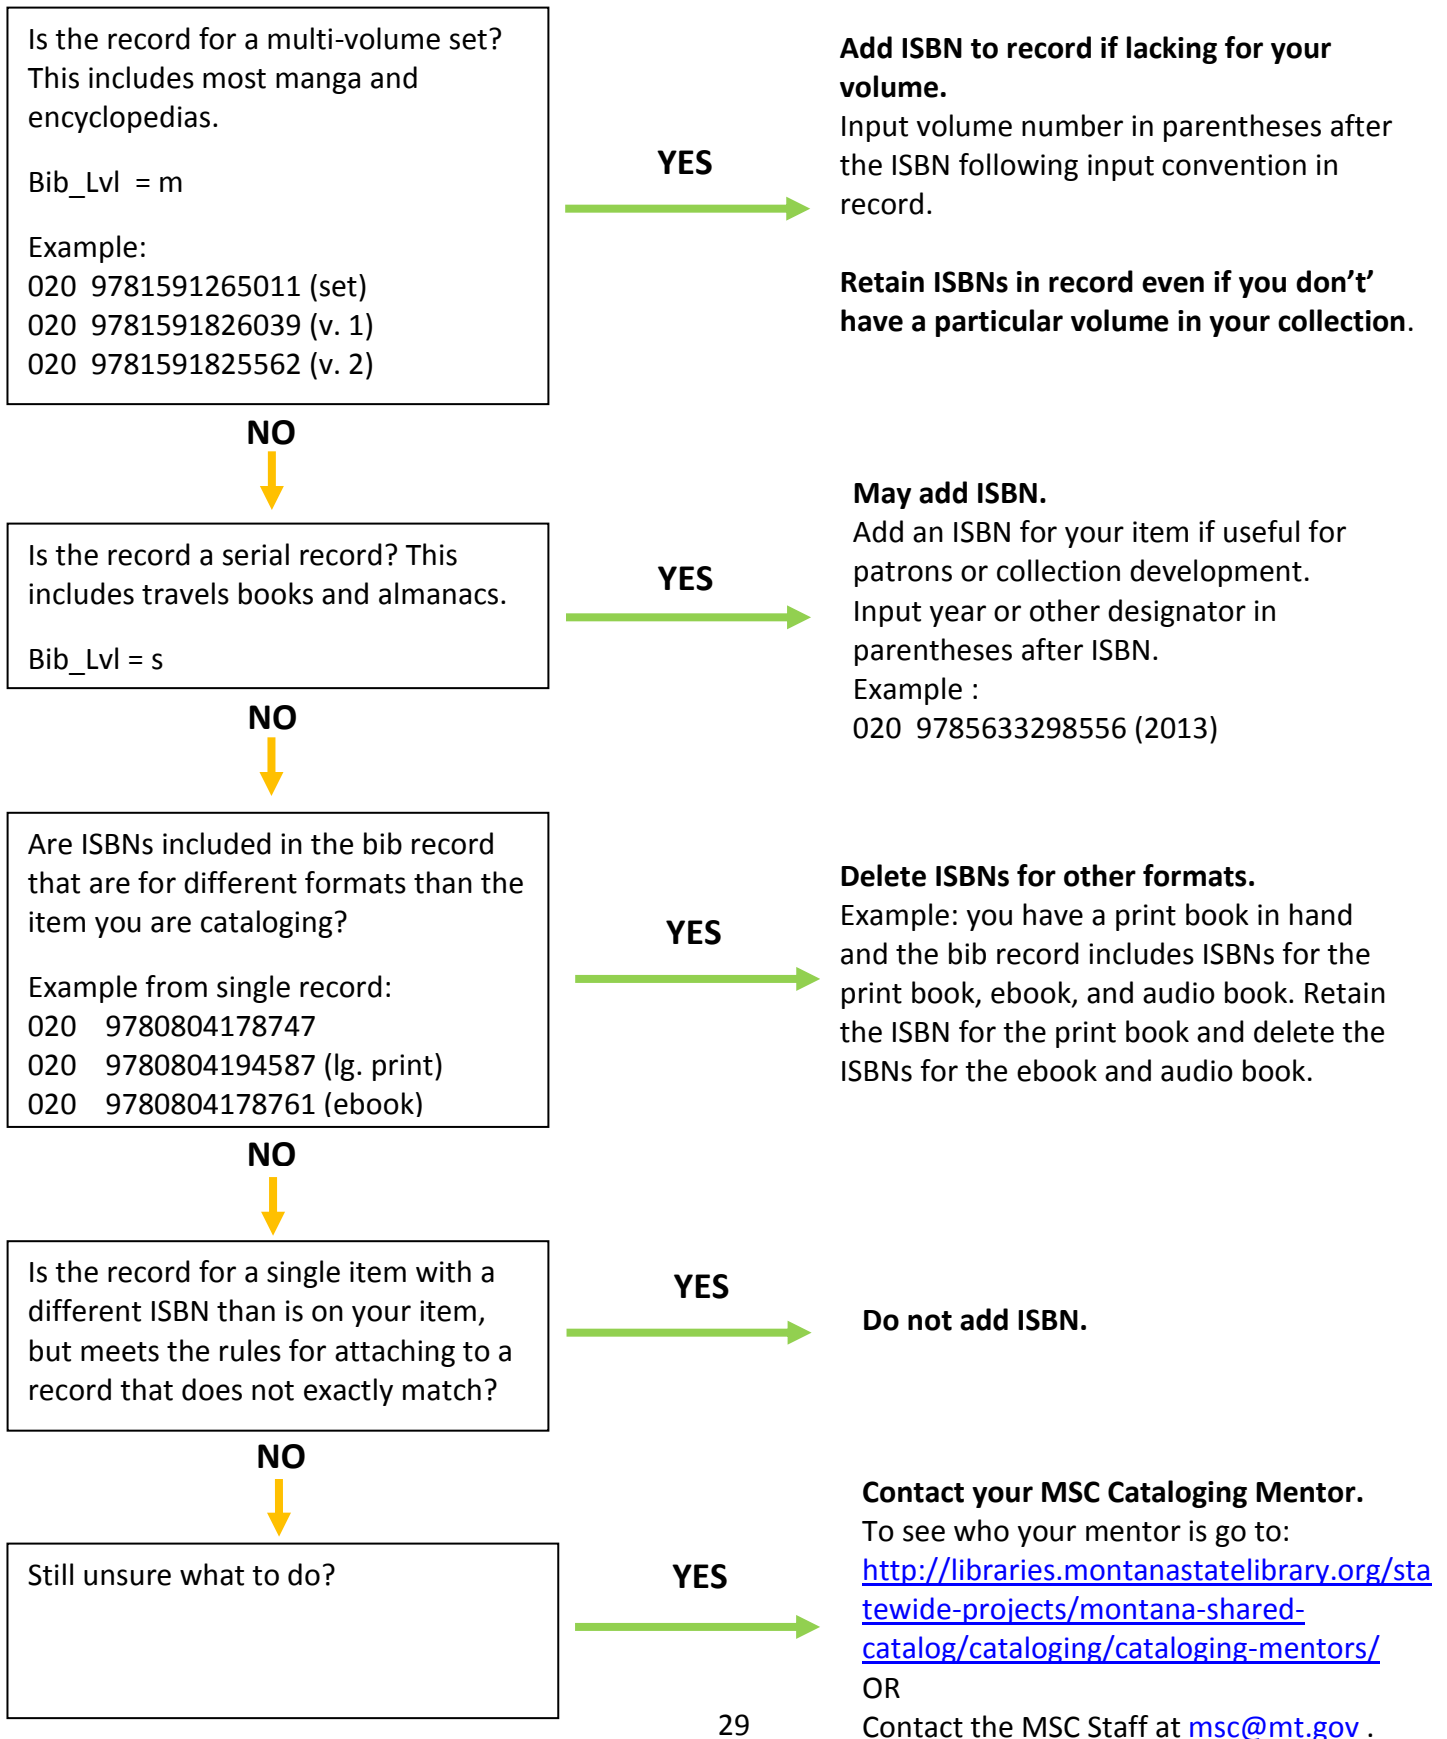 Is the record for a multi-volume set?
This includes most manga and
encyclopedias.
Bib_Lvl = m
Example:
020 9781591265011 (set)
020 9781591826039 (v. 1)
020 9781591825562 (v. 2)
YES
Add ISBN to record if lacking for your
volume.
Input volume number in parentheses after
the ISBN following input convention in
record.
Retain ISBNs in record even if you don’t’
have a particular volume in your collection.
NO
Is the record a serial record? This
includes travels books and almanacs.
Bib_Lvl = s
YES
May add ISBN.
Add an ISBN for your item if useful for
patrons or collection development.
Input year or other designator in
parentheses after ISBN.
Example :
020 9785633298556 (2013)
NO
Are ISBNs included in the bib record
that are for different formats than the
item you are cataloging?
Example from single record:
020 9780804178747
020 9780804194587 (lg. print)
020 9780804178761 (ebook)
YES
Delete ISBNs for other formats.
Example: you have a print book in hand
and the bib record includes ISBNs for the
print book, ebook, and audio book. Retain
the ISBN for the print book and delete the
ISBNs for the ebook and audio book.
NO
Is the record for a single item with a
different ISBN than is on your item,
but meets the rules for attaching to a
record that does not exactly match?
YES
Do not add ISBN.
NO
Still unsure what to do?
YES
Contact your MSC Cataloging Mentor.
To see who your mentor is go to:
http://libraries.montanastatelibrary.org/sta
tewide-projects/montana-shared-
catalog/cataloging/cataloging-mentors/
OR
Contact the MSC Staff at msc@mt.gov .
29